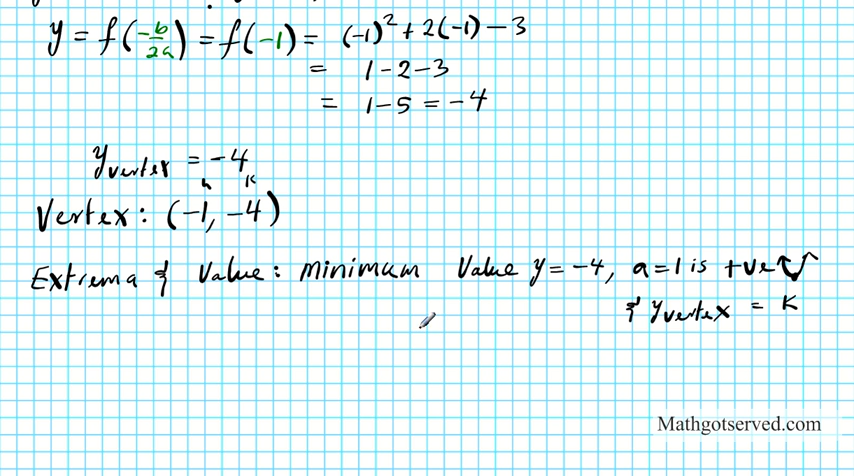 y = f(-b/2a) = f(-1) = (-1)² + 2(-1) - 3
= 1 - 2 - 3
= 1 - 5 = -4
y vertex = -4
h k
Vertex: (-1, -4)
Extrema & Value: minimum Value y = -4, a = 1 is +ve
& y vertex = K
Mathgotserved.com